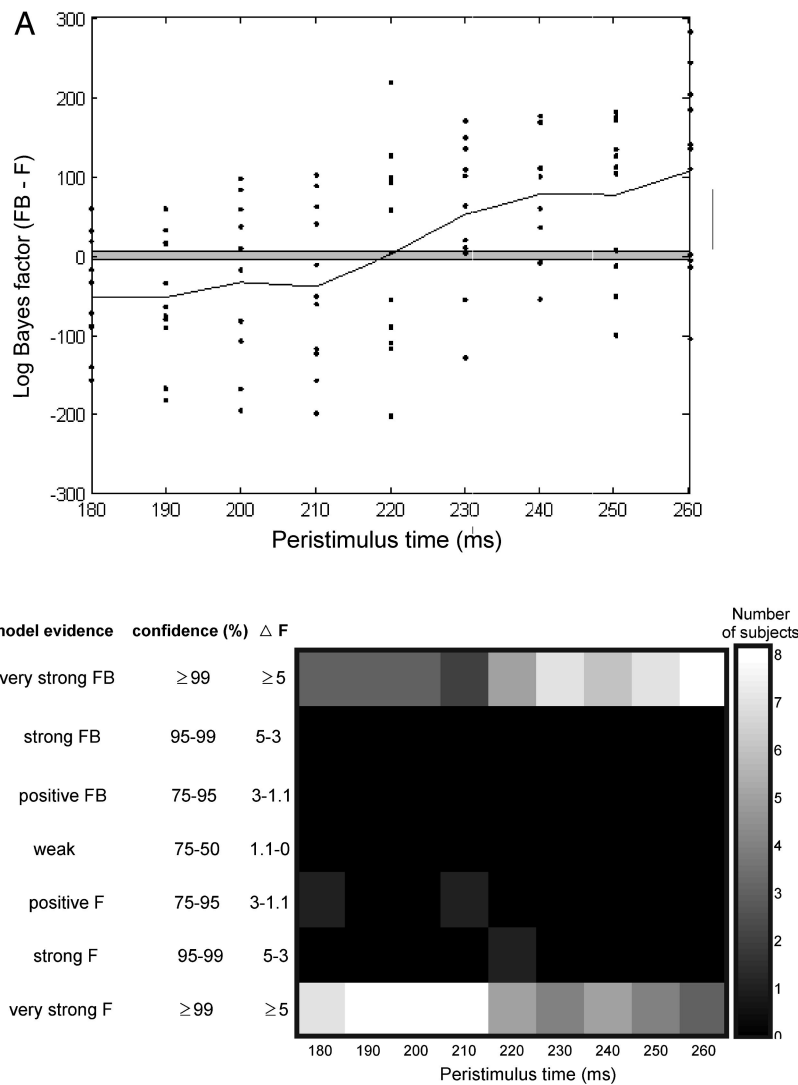 A
Log Bayes factor (FB - F)
300
200
100
0
-100
-200
-300
180 190 200 210 220 230 240 250 260
Peristimulus time (ms)
model evidence confidence (%) △ F
Number
of subjects
very strong FB ≥99 ≥5
strong FB 95-99 5-3
positive FB 75-95 3-1.1
weak 75-50 1.1-0
positive F 75-95 3-1.1
strong F 95-99 5-3
very strong F ≥99 ≥5
8
7
6
5
4
3
2
1
0
180 190 200 210 220 230 240 250 260
Peristimulus time (ms)